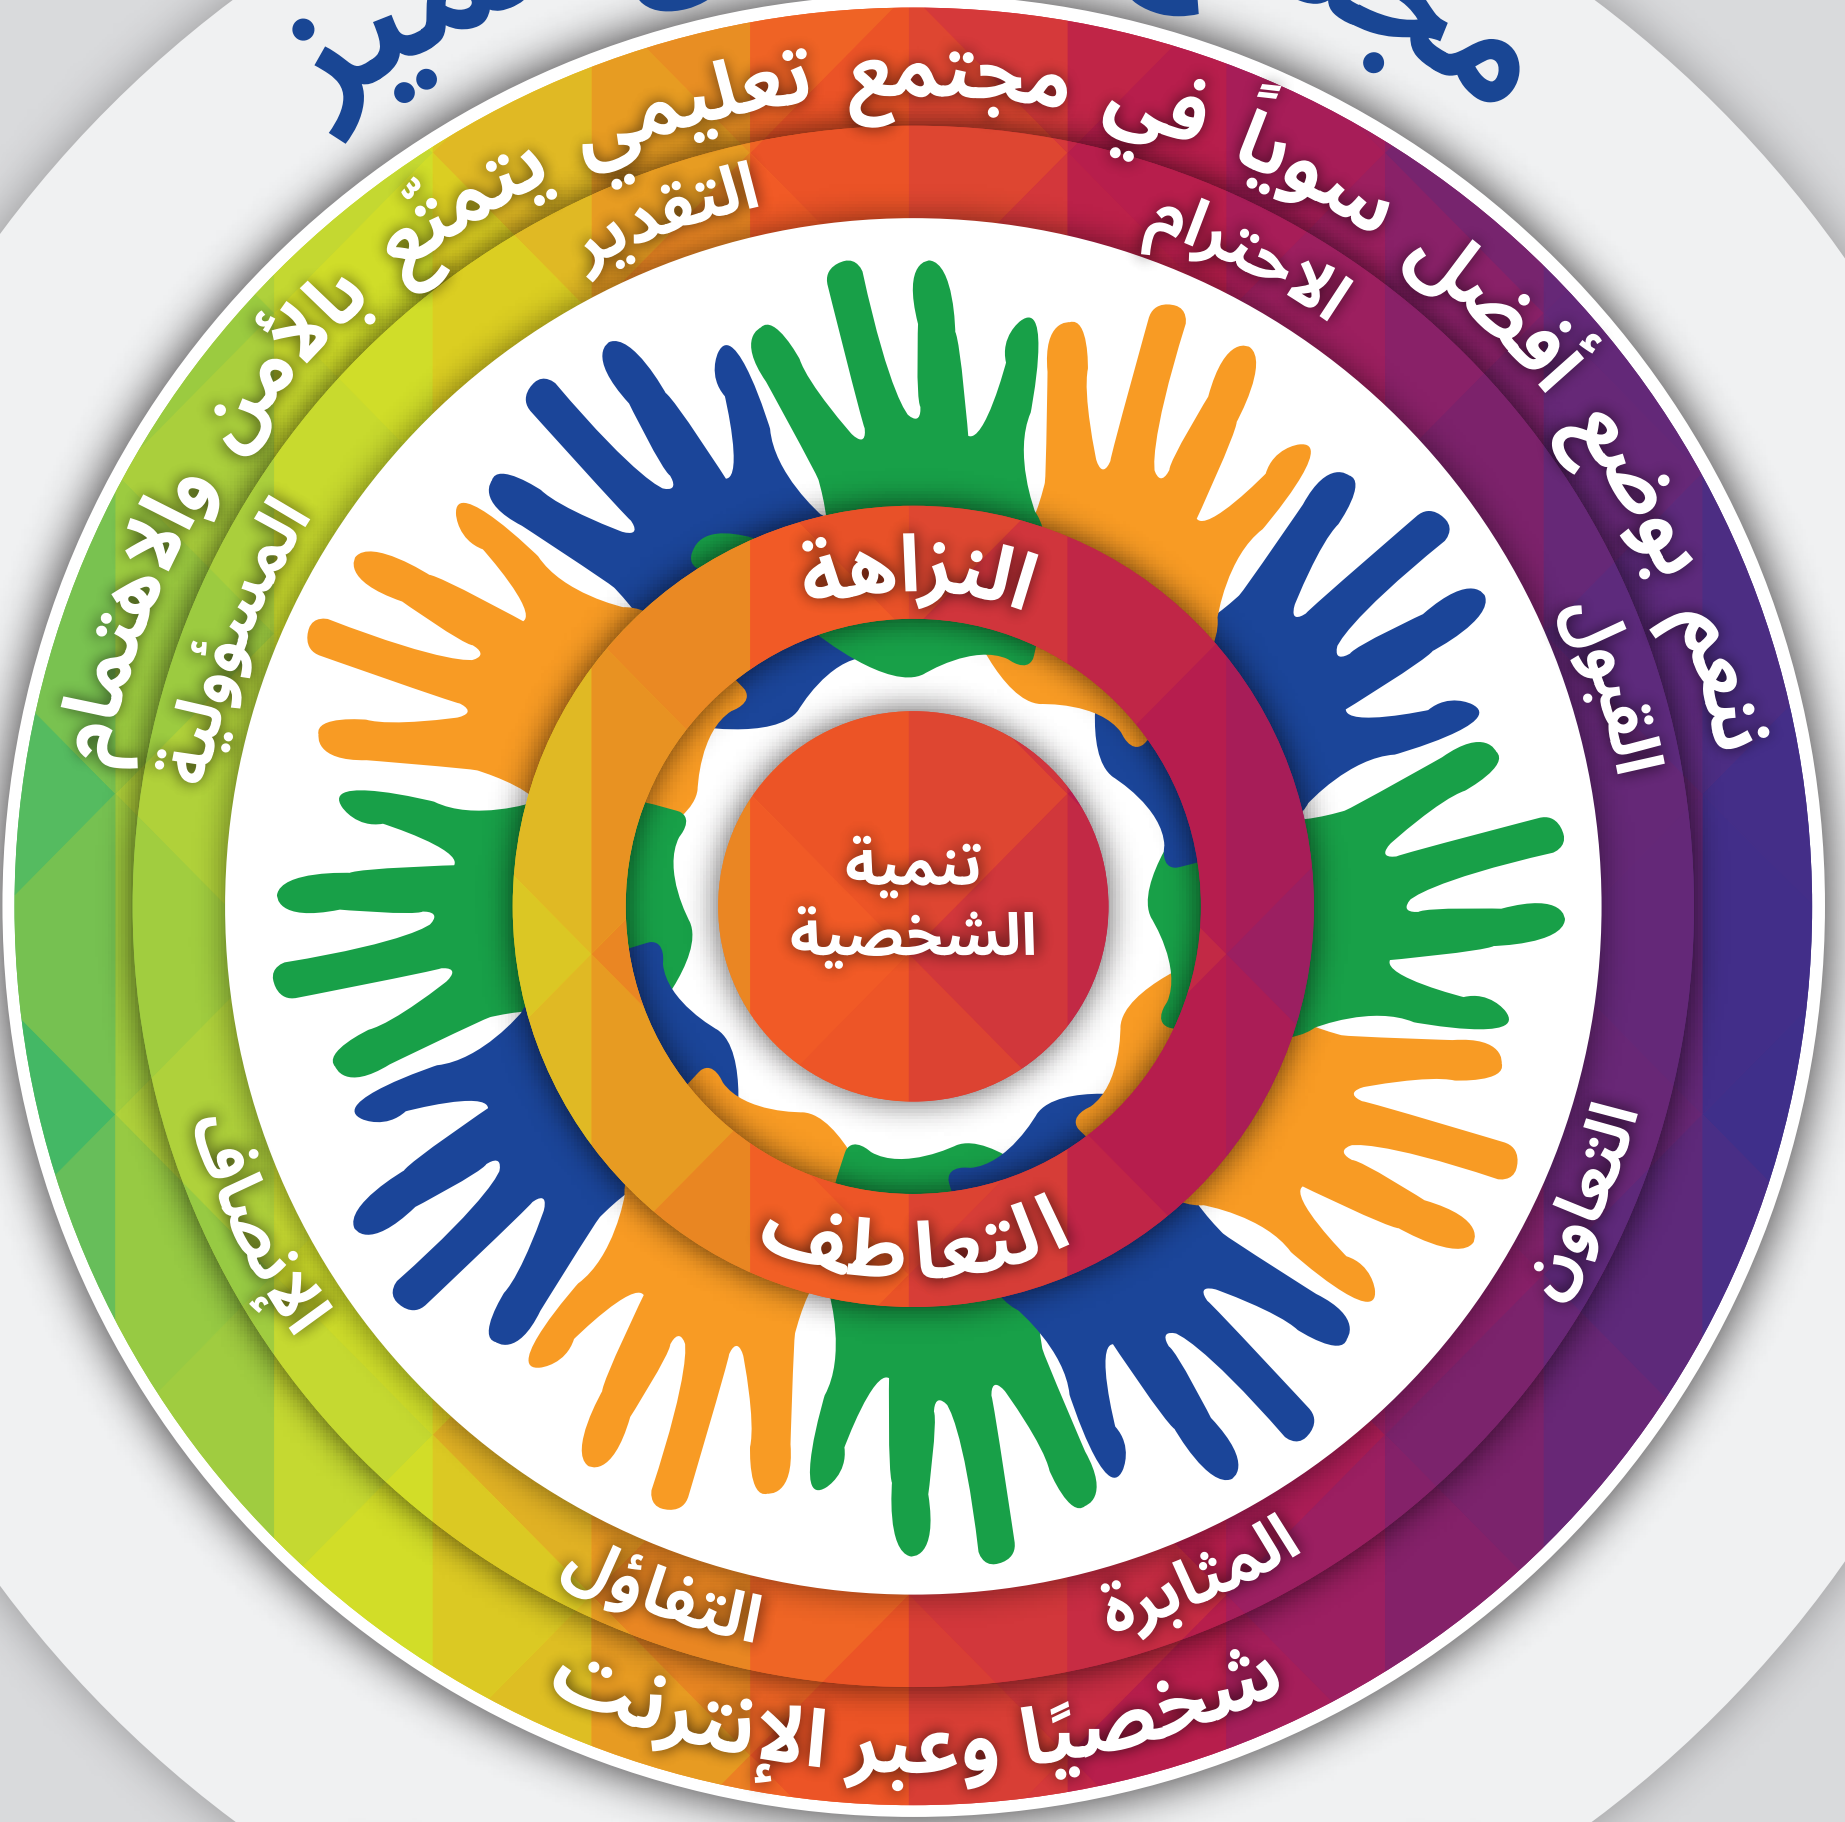 ننعم بوضع أفضل سوياً في مجتمع تعليمي يتمتّع بالأمن والاهتمام
شخصيًا وعبر الإنترنت
الاحترام
التقدير
القبول
المسؤولية
التعاون
الإنصاف
المثابرة
التفاؤل
النزاهة
التعاطف
تنمية
الشخصية